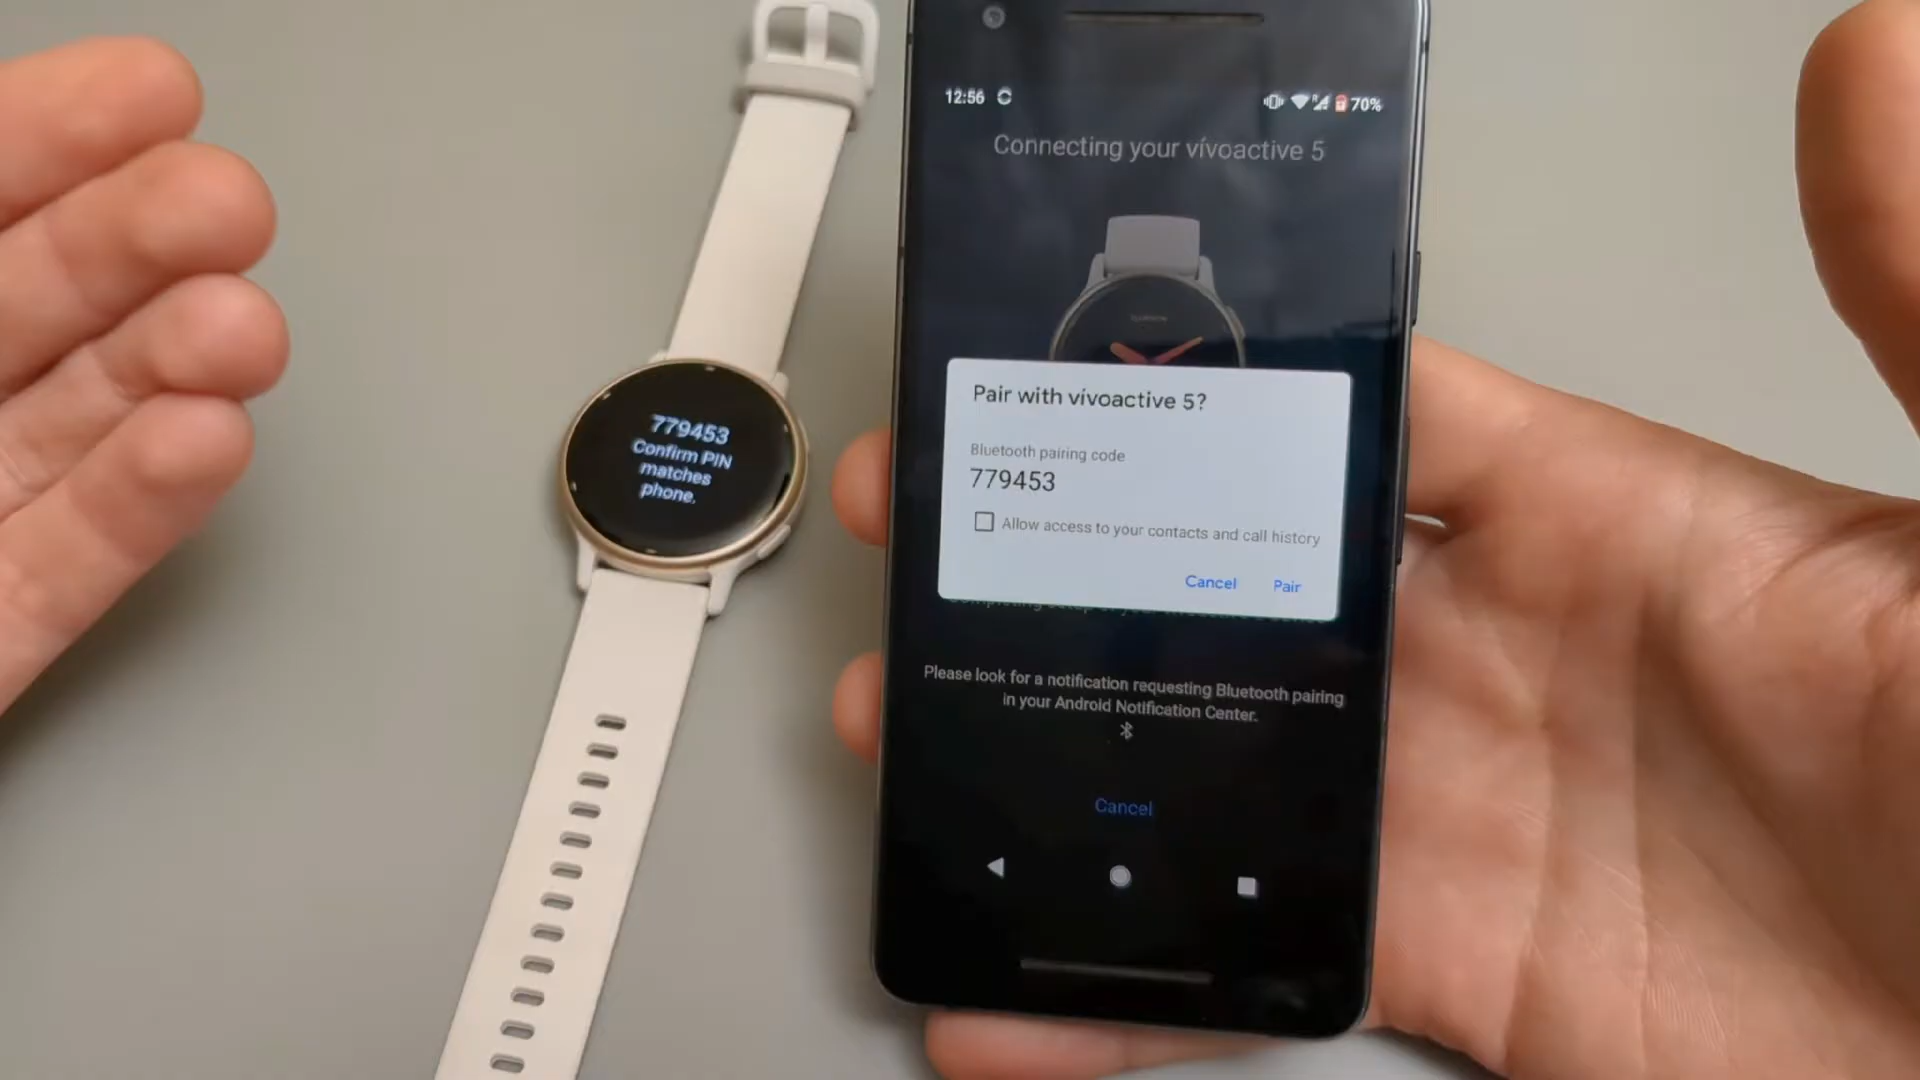 779453
Confirm PIN
matches
phone.
12:56
70%
Connecting your vívoactive 5
GARMIN
Pair with vívoactive 5?
Bluetooth pairing code
779453
Allow access to your contacts and call history
Cancel
Pair
Please look for a notification requesting Bluetooth pairing
in your Android Notification Center.
Cancel